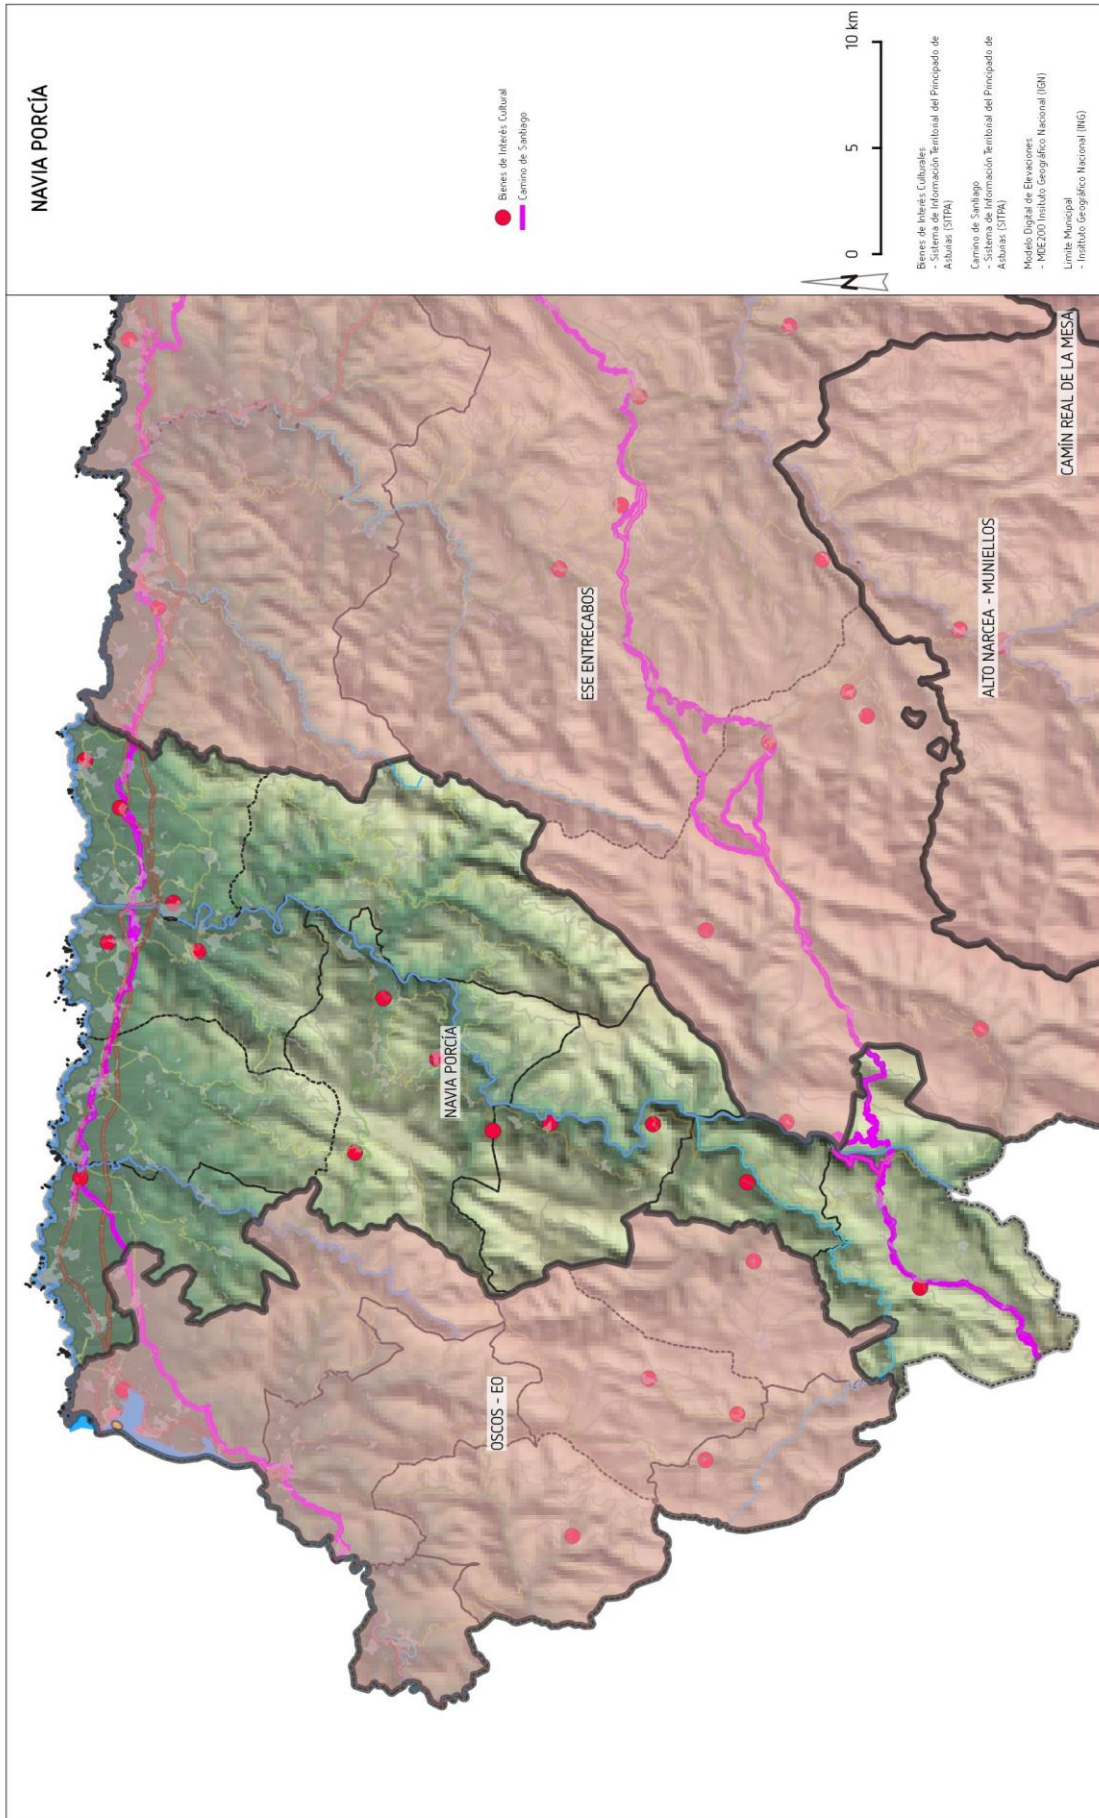 NAVIA PORCÍA
Bienes de Interés Cultural
Camino de Santiago
N
0 5 10 km
Bienes de Interés Culturales
- Sistema de Información Territorial del Principado de
Asturias (SITPA)
Camino de Santiago
- Sistema de Información Territorial del Principado de
Asturias (SITPA)
Modelo Digital de Elevaciones
- MDE200 Insituto Geográfico Nacional (IGN)
Limite Municipal
- Instituto Geográfico Nacional (ING)
NAVIA PORCÍA
OSCOS - EO
ESE ENTRECABOS
ALTO NARCEA - MUNIELLOS
CAMÍN REAL DE LA MESA